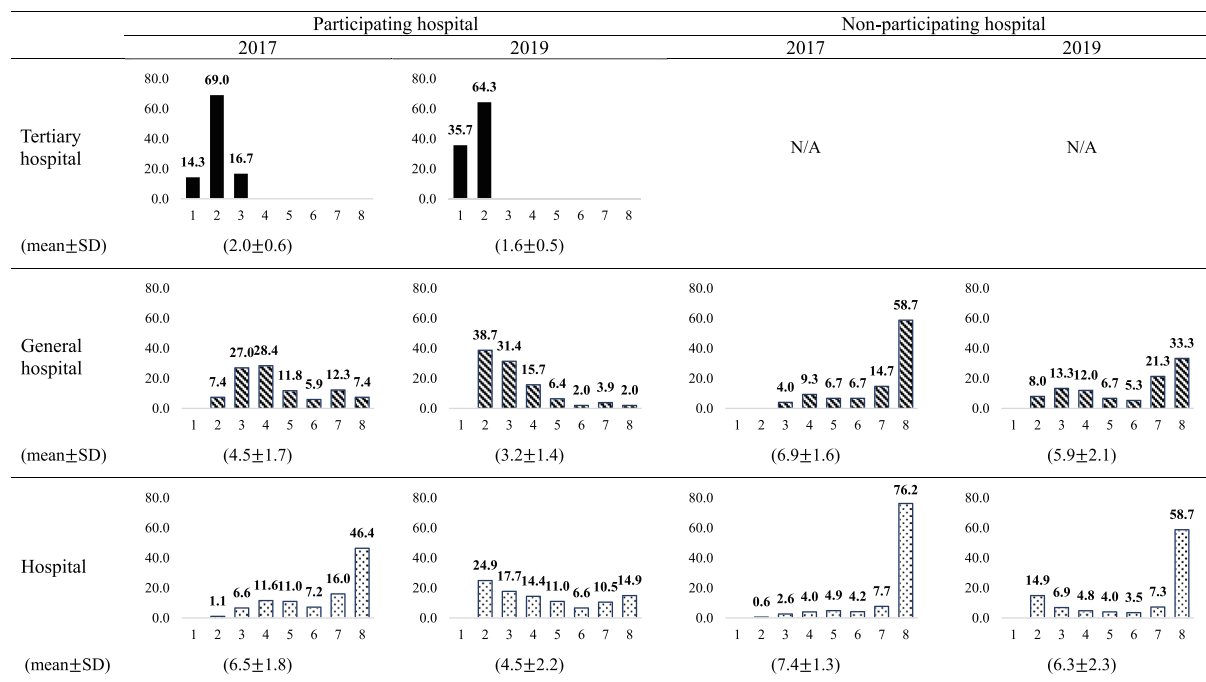 Participating hospital Non-participating hospital
2017 2019 2017 2019
Tertiary
hospital
80.0
60.0
40.0
20.0
0.0
14.3 69.0 16.7
1 2 3 4 5 6 7 8
80.0
60.0
40.0
20.0
0.0
35.7 64.3
1 2 3 4 5 6 7 8
N/A
N/A
(mean±SD) (2.0±0.6) (1.6±0.5)
General
hospital
80.0
60.0
40.0
20.0
0.0
7.4 27.0 28.4 11.8 5.9 12.3 7.4
1 2 3 4 5 6 7 8
80.0
60.0
40.0
20.0
0.0
38.7 31.4 15.7 6.4 2.0 3.9 2.0
1 2 3 4 5 6 7 8
80.0
60.0
40.0
20.0
0.0
4.0 9.3 6.7 6.7 14.7 58.7
1 2 3 4 5 6 7 8
80.0
60.0
40.0
20.0
0.0
8.0 13.3 12.0 6.7 5.3 21.3 33.3
1 2 3 4 5 6 7 8
(mean±SD) (4.5±1.7) (3.2±1.4) (6.9±1.6) (5.9±2.1)
Hospital
80.0
60.0
40.0
20.0
0.0
1.1 6.6 11.6 11.0 7.2 16.0 46.4
1 2 3 4 5 6 7 8
80.0
60.0
40.0
20.0
0.0
24.9 17.7 14.4 11.0 6.6 10.5 14.9
1 2 3 4 5 6 7 8
80.0
60.0
40.0
20.0
0.0
0.6 2.6 4.0 4.9 4.2 7.7 76.2
1 2 3 4 5 6 7 8
80.0
60.0
40.0
20.0
0.0
14.9 6.9 4.8 4.0 3.5 7.3 58.7
1 2 3 4 5 6 7 8
(mean±SD) (6.5±1.8) (4.5±2.2) (7.4±1.3) (6.3±2.3)